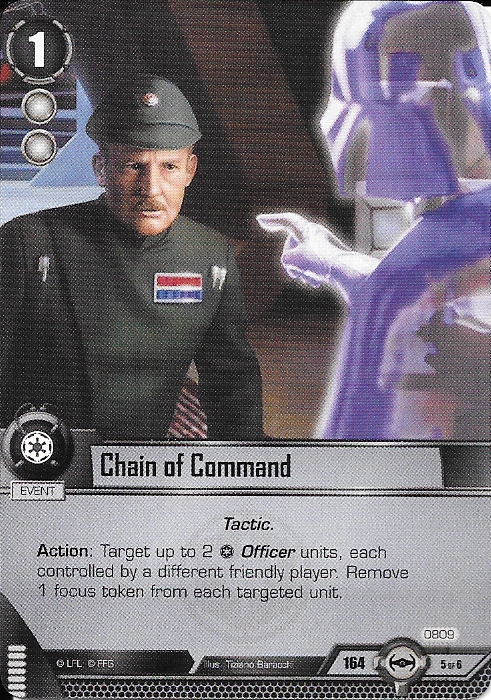 1
Chain of Command
EVENT
Tactic.
Action: Target up to 2 Officer units, each
controlled by a different friendly player. Remove
1 focus token from each targeted unit.
0809
© LFL © FFG
Illus. Tiziano Baracchi
164
5 OF 6